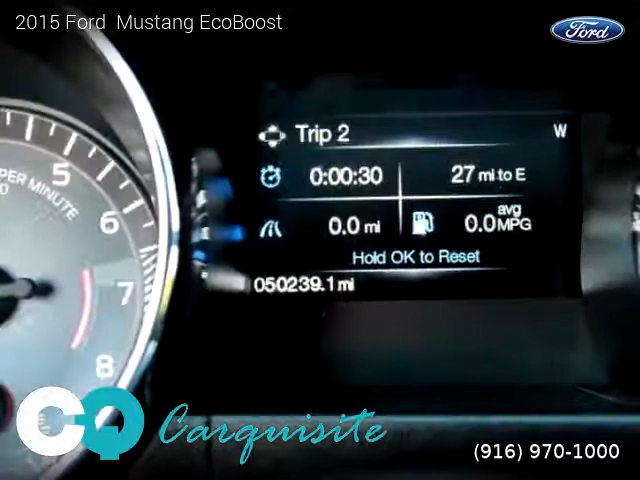 2015 Ford Mustang EcoBoost
Ford
Trip 2
W
0:00:30
27 mi to E
0.0 mi
0.0 avg MPG
Hold OK to Reset
050239.1 mi
PER MINUTE
5
6
7
8
CQ Carquisite
(916) 970-1000